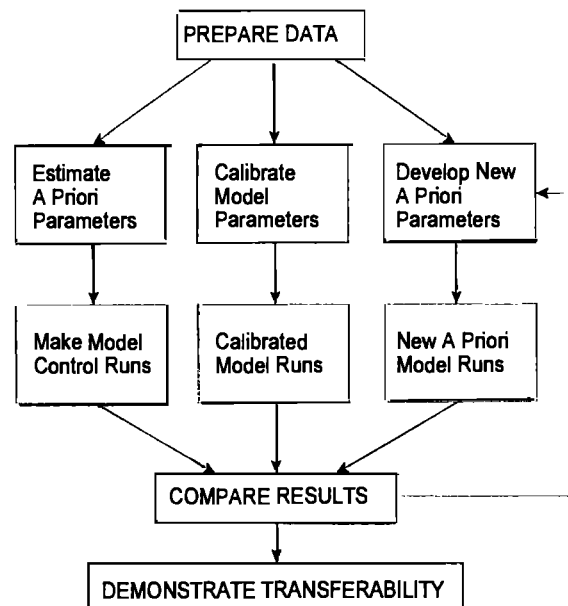 PREPARE DATA
Estimate
A Priori
Parameters
Calibrate
Model
Parameters
Develop New
A Priori
Parameters
Make Model
Control Runs
Calibrated
Model Runs
New A Priori
Model Runs
COMPARE RESULTS
DEMONSTRATE TRANSFERABILITY